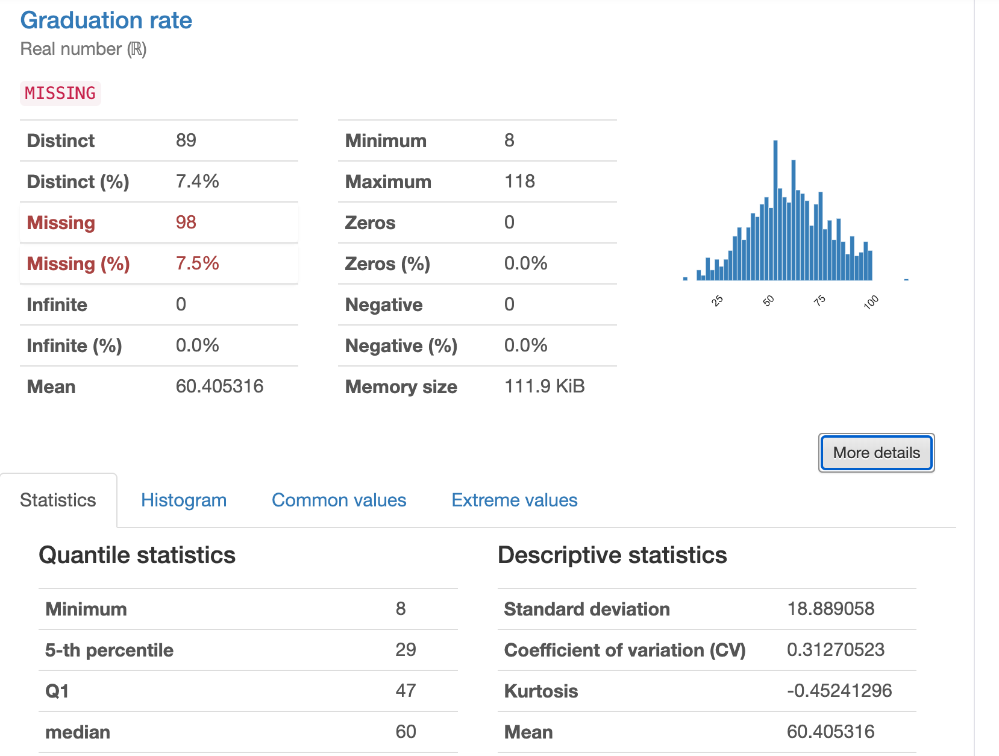 Graduation rate
Real number (ℝ)
MISSING
Distinct 89
Distinct (%) 7.4%
Missing 98
Missing (%) 7.5%
Infinite 0
Infinite (%) 0.0%
Mean 60.405316
Minimum 8
Maximum 118
Zeros 0
Zeros (%) 0.0%
Negative 0
Negative (%) 0.0%
Memory size 111.9 KiB
25 50 75 100
More details
Statistics Histogram Common values Extreme values
Quantile statistics
Minimum 8
5-th percentile 29
Q1 47
median 60
Descriptive statistics
Standard deviation 18.889058
Coefficient of variation (CV) 0.31270523
Kurtosis -0.45241296
Mean 60.405316